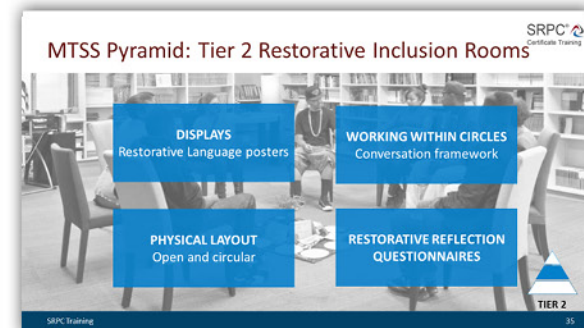 SRPC®
Certificate Training
MTSS Pyramid: Tier 2 Restorative Inclusion Rooms
DISPLAYS
Restorative Language posters
WORKING WITHIN CIRCLES
Conversation framework
PHYSICAL LAYOUT
Open and circular
RESTORATIVE REFLECTION
QUESTIONNAIRES
TIER 2
SRPC Training
35